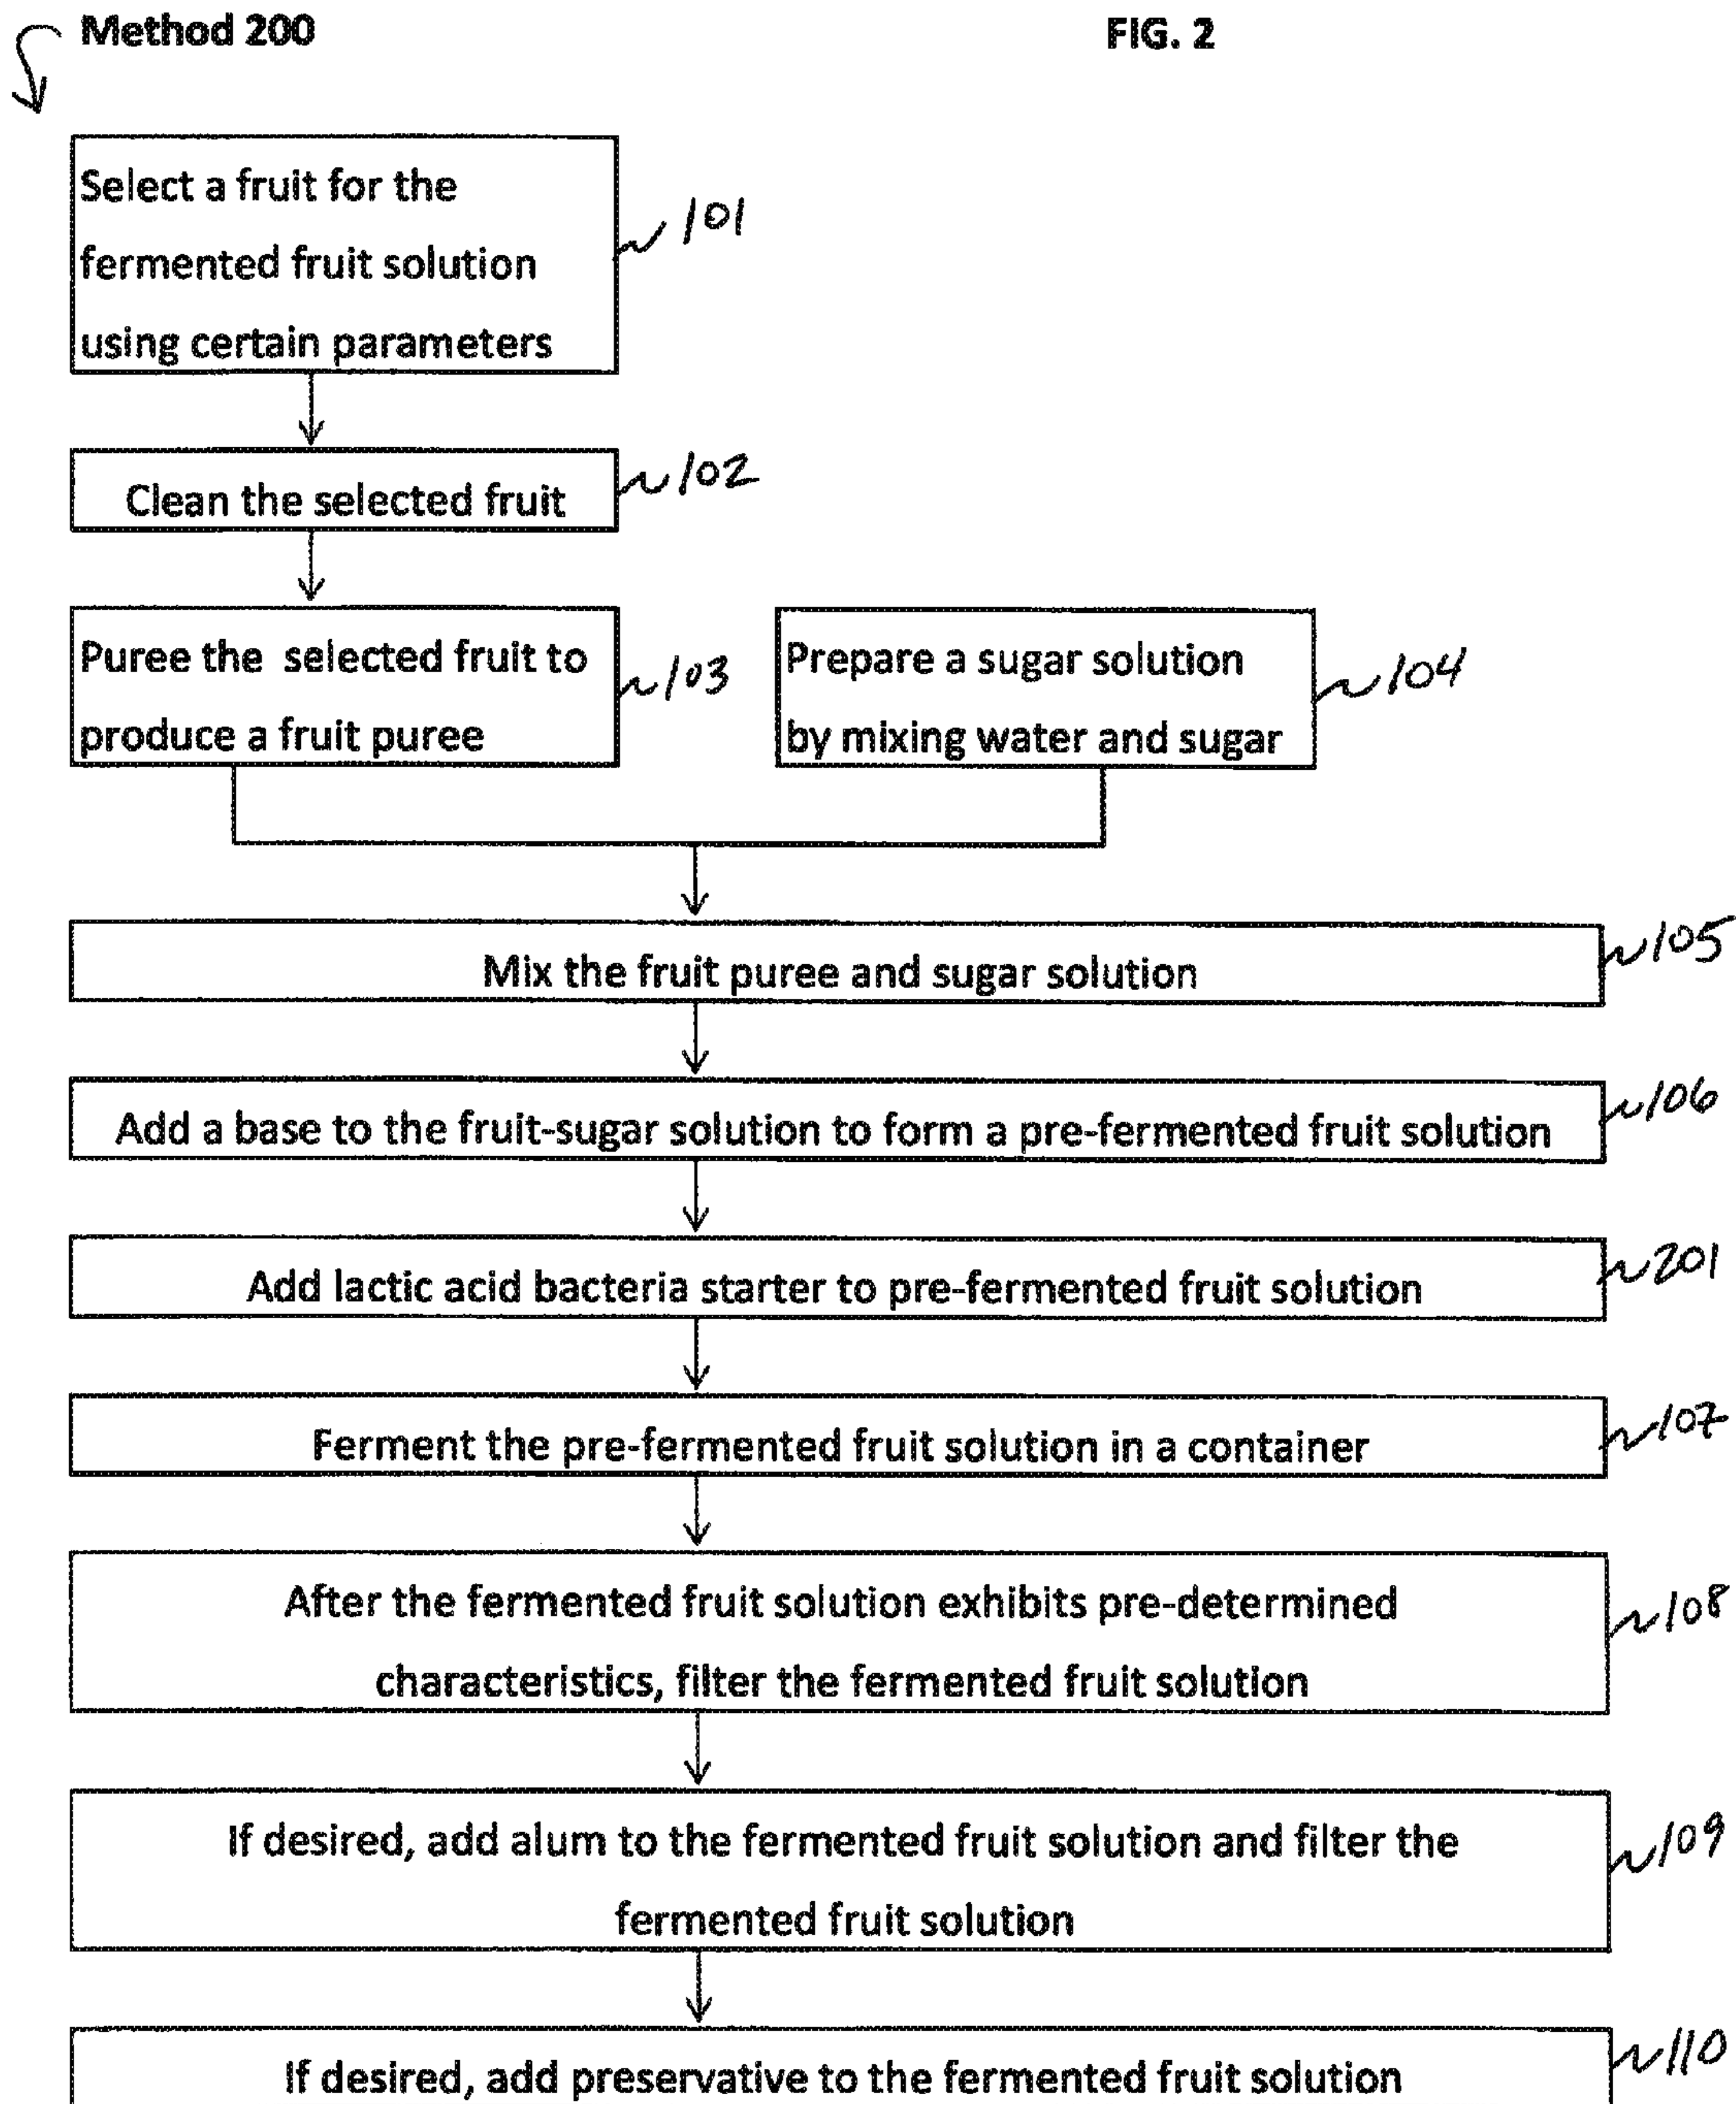 Method 200
FIG. 2
Select a fruit for the
fermented fruit solution
using certain parameters
101
Clean the selected fruit
102
Puree the selected fruit to
produce a fruit puree
103
Prepare a sugar solution
by mixing water and sugar
104
Mix the fruit puree and sugar solution
105
Add a base to the fruit-sugar solution to form a pre-fermented fruit solution
106
Add lactic acid bacteria starter to pre-fermented fruit solution
201
Ferment the pre-fermented fruit solution in a container
107
After the fermented fruit solution exhibits pre-determined
characteristics, filter the fermented fruit solution
108
If desired, add alum to the fermented fruit solution and filter the
fermented fruit solution
109
If desired, add preservative to the fermented fruit solution
110